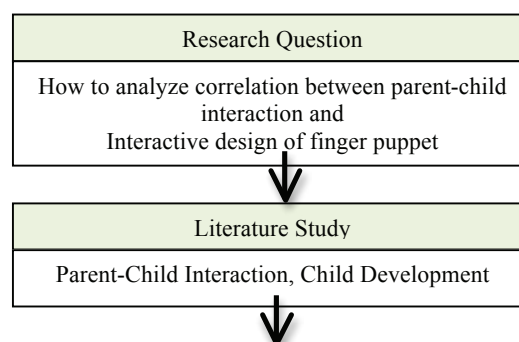 Research Question
How to analyze correlation between parent-child
interaction and
Interactive design of finger puppet
Literature Study
Parent-Child Interaction, Child Development